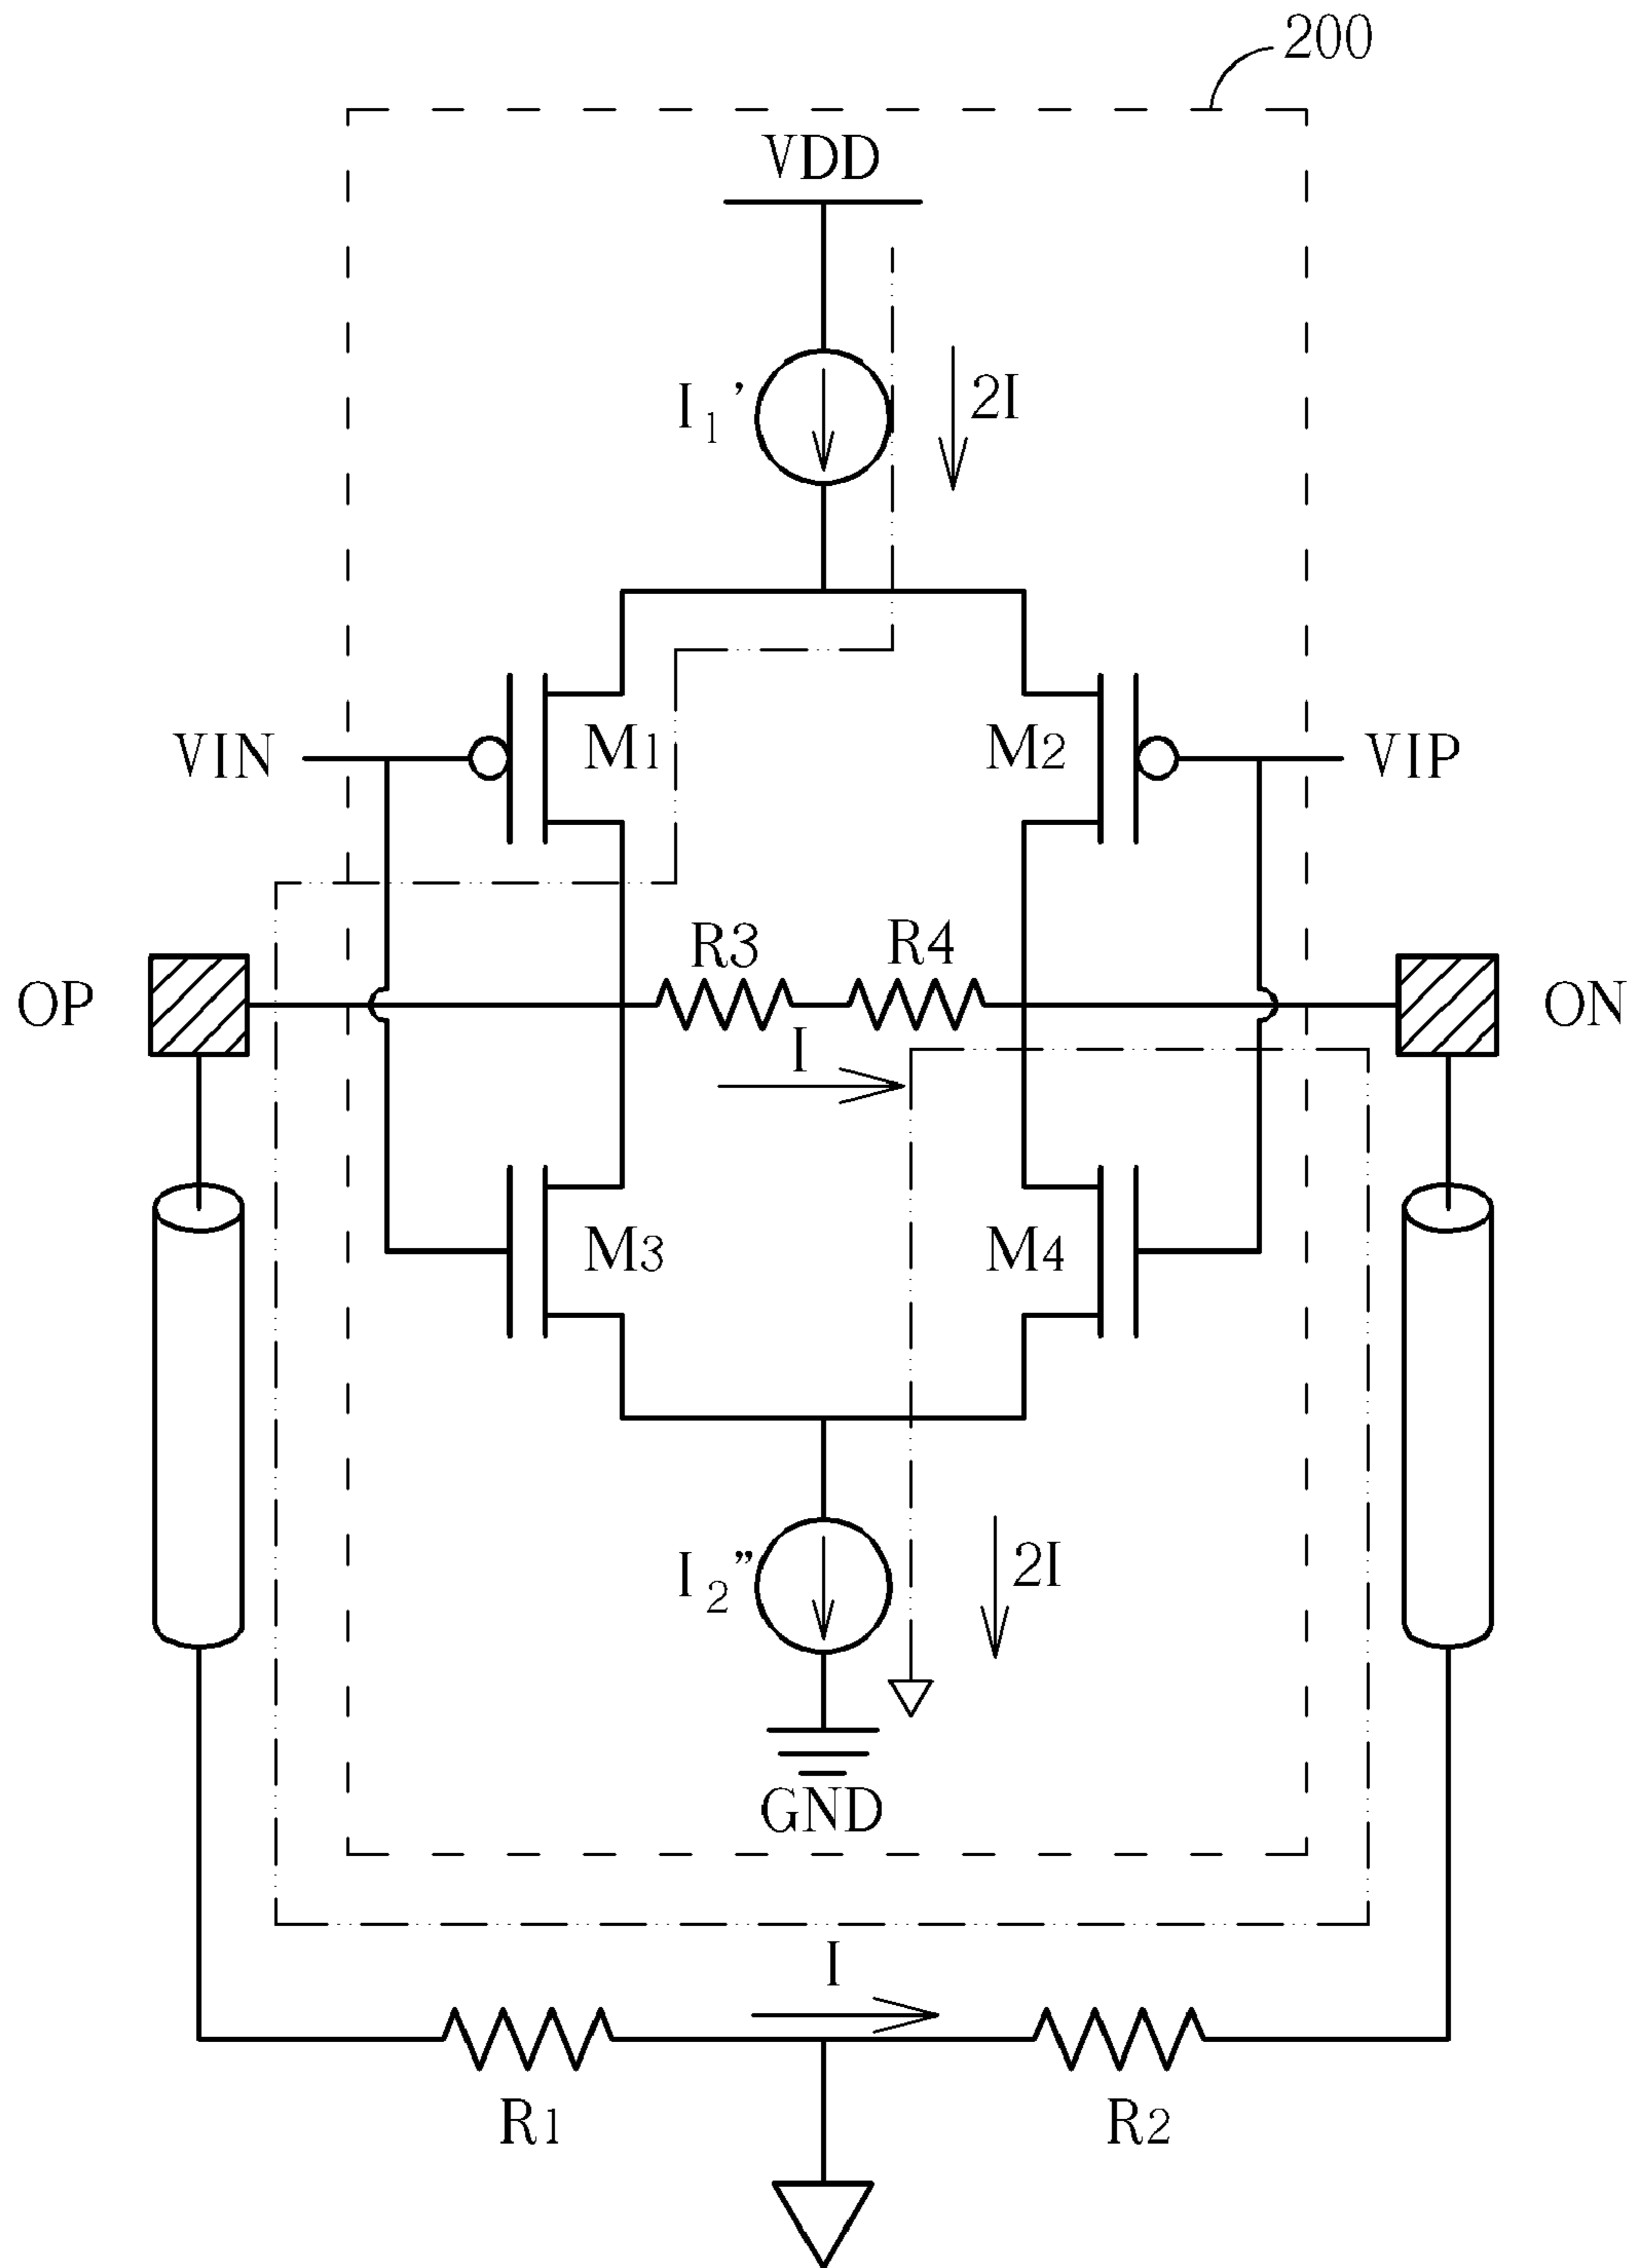 200
VDD
I₁’
2I
VIN
M1
M2
VIP
R3
R4
OP
ON
I
M3
M4
I₂”
2I
GND
I
R1
R2